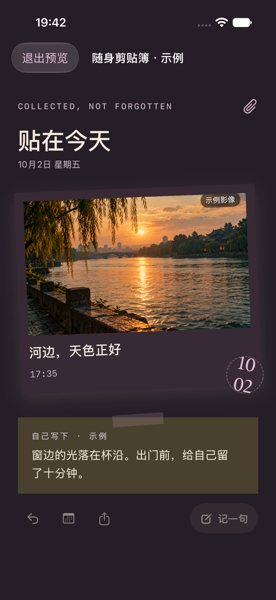 19:42
退出预览
随身剪贴簿 · 示例
COLLECTED, NOT FORGOTTEN
贴在今天
10月2日 星期五
示例影像
河边，天色正好
17:35
10
02
自己写下 · 示例
窗边的光落在杯沿。出门前，给自己留
了十分钟。
记一句